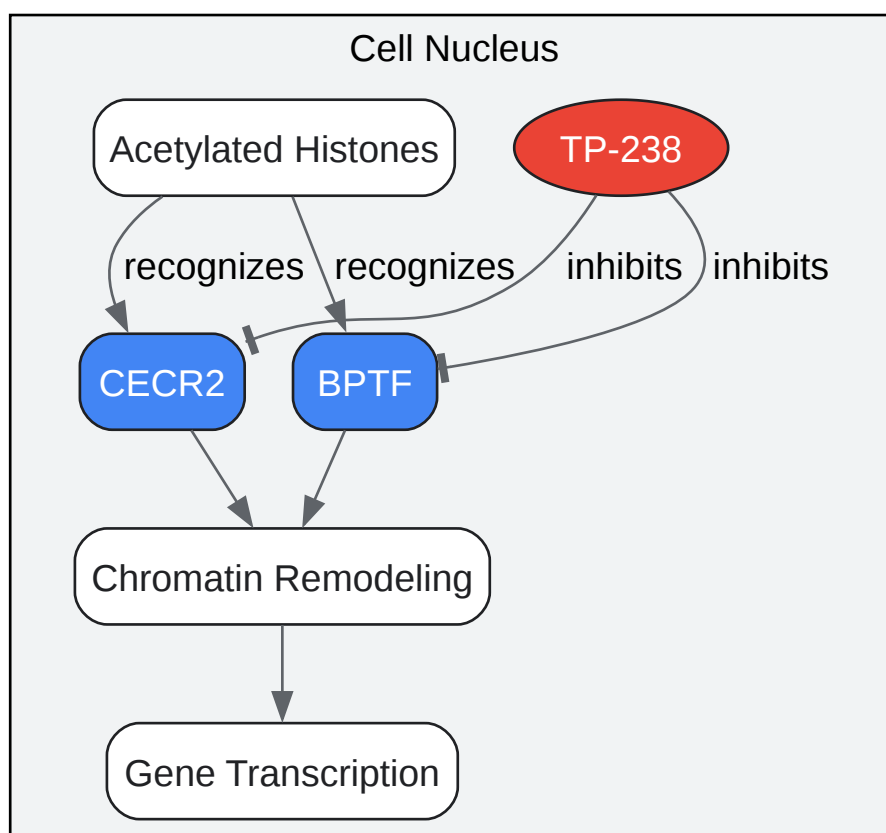 Cell Nucleus
Acetylated Histones
TP-238
recognizes
recognizes
inhibits
inhibits
CECR2
BPTF
Chromatin Remodeling
Gene Transcription